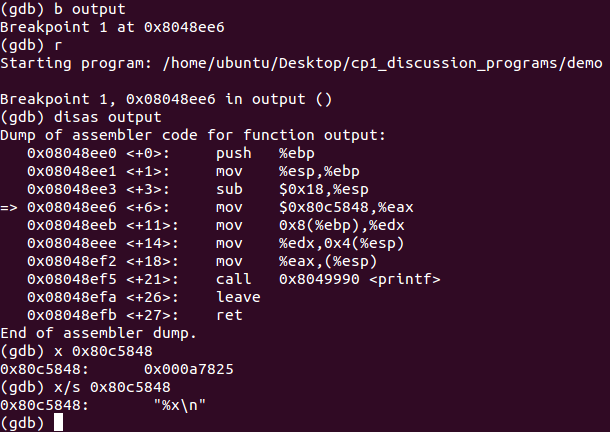 (gdb) b output
Breakpoint 1 at 0x8048ee6
(gdb) r
Starting program: /home/ubuntu/Desktop/cp1_discussion_programs/demo

Breakpoint 1, 0x08048ee6 in output ()
(gdb) disas output
Dump of assembler code for function output:
   0x08048ee0 <+0>:     push   %ebp
   0x08048ee1 <+1>:     mov    %esp,%ebp
   0x08048ee3 <+3>:     sub    $0x18,%esp
=> 0x08048ee6 <+6>:     mov    $0x80c5848,%eax
   0x08048eeb <+11>:    mov    0x8(%ebp),%edx
   0x08048eee <+14>:    mov    %edx,0x4(%esp)
   0x08048ef2 <+18>:    mov    %eax,(%esp)
   0x08048ef5 <+21>:    call   0x8049990 <printf>
   0x08048efa <+26>:    leave
   0x08048efb <+27>:    ret
End of assembler dump.
(gdb) x 0x80c5848
0x80c5848:      0x000a7825
(gdb) x/s 0x80c5848
0x80c5848:       "%x\n"
(gdb)